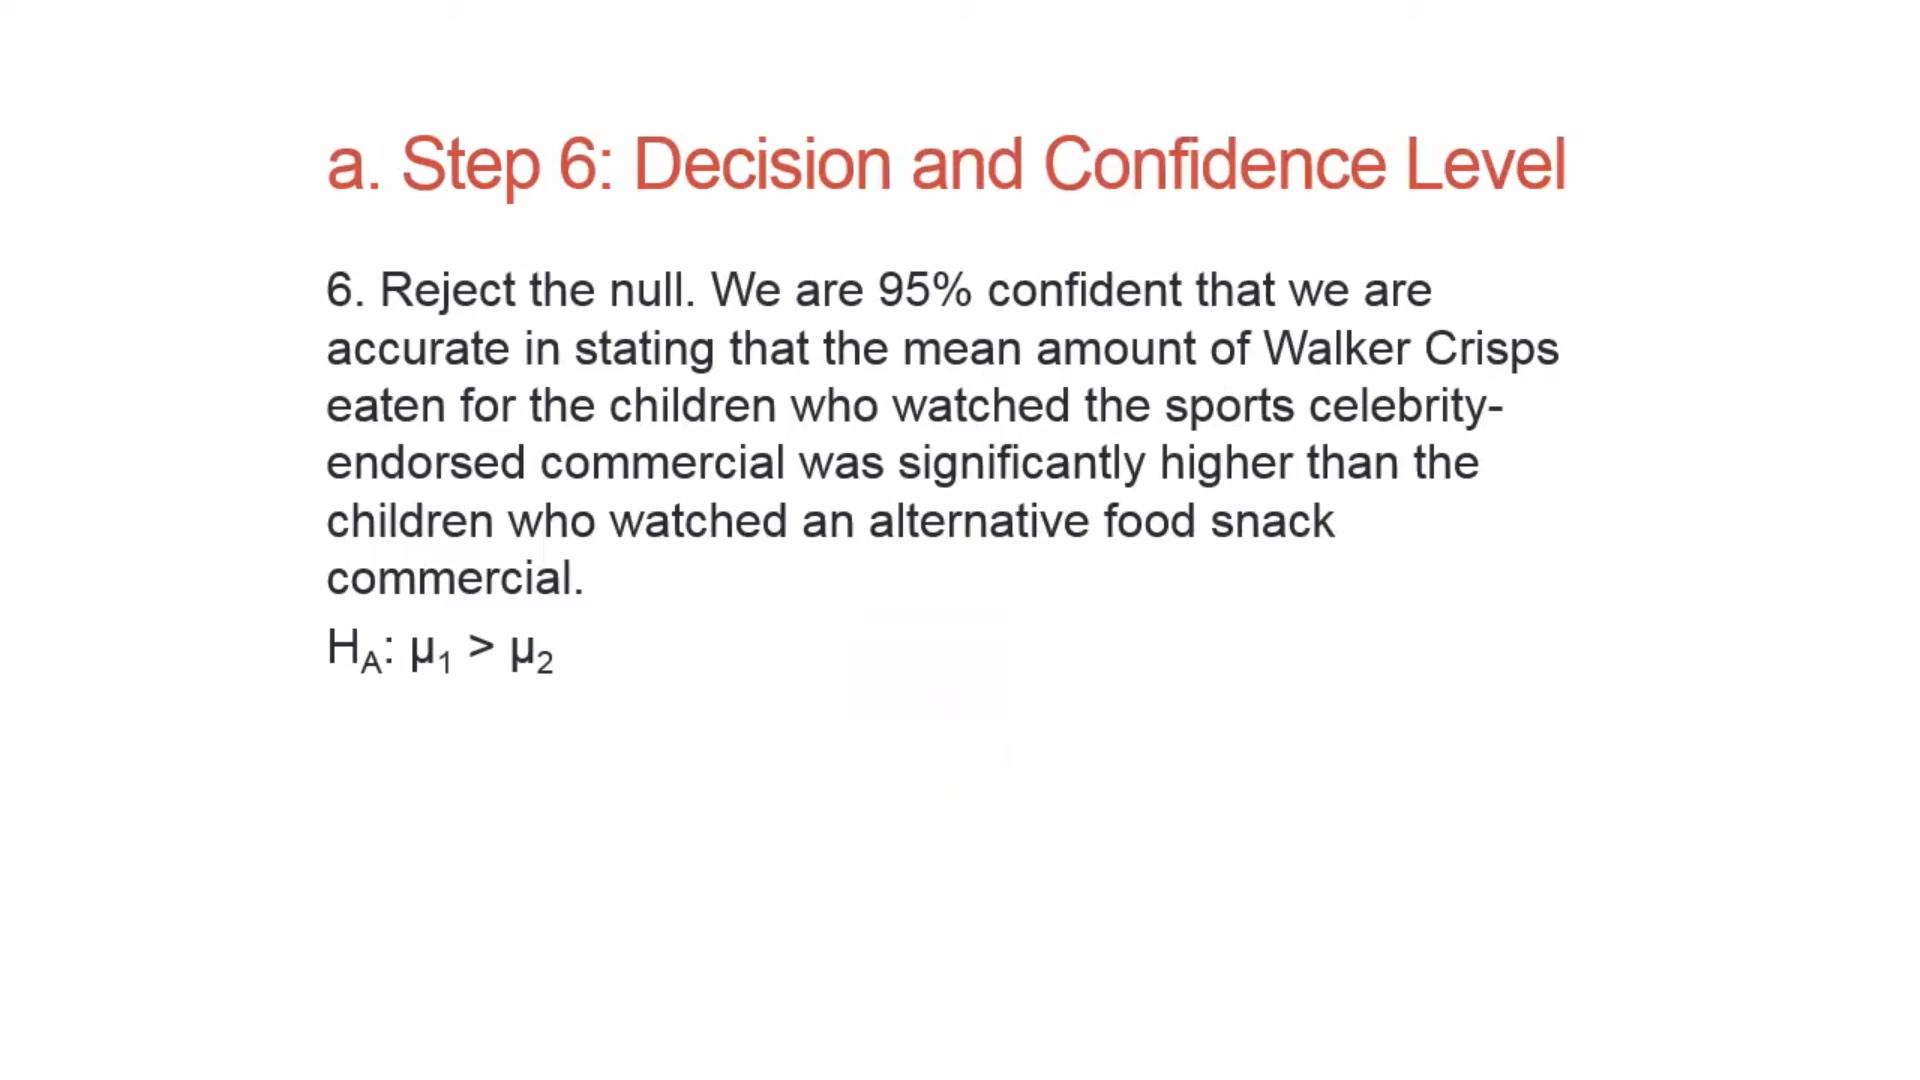 a. Step 6: Decision and Confidence Level
6. Reject the null. We are 95% confident that we are
accurate in stating that the mean amount of Walker Crisps
eaten for the children who watched the sports celebrity-
endorsed commercial was significantly higher than the
children who watched an alternative food snack
commercial.
H_A: μ₁ > μ₂